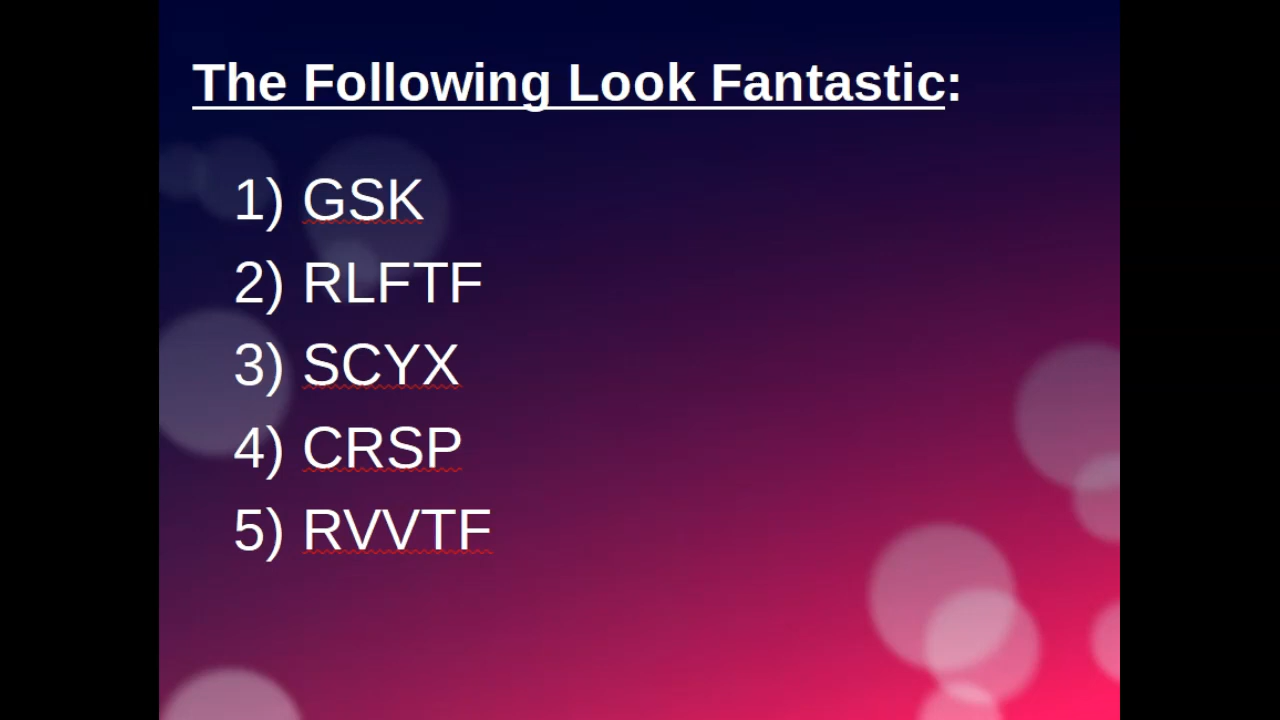 The Following Look Fantastic:
1) GSK
2) RLFTF
3) SCYX
4) CRSP
5) RVVTF